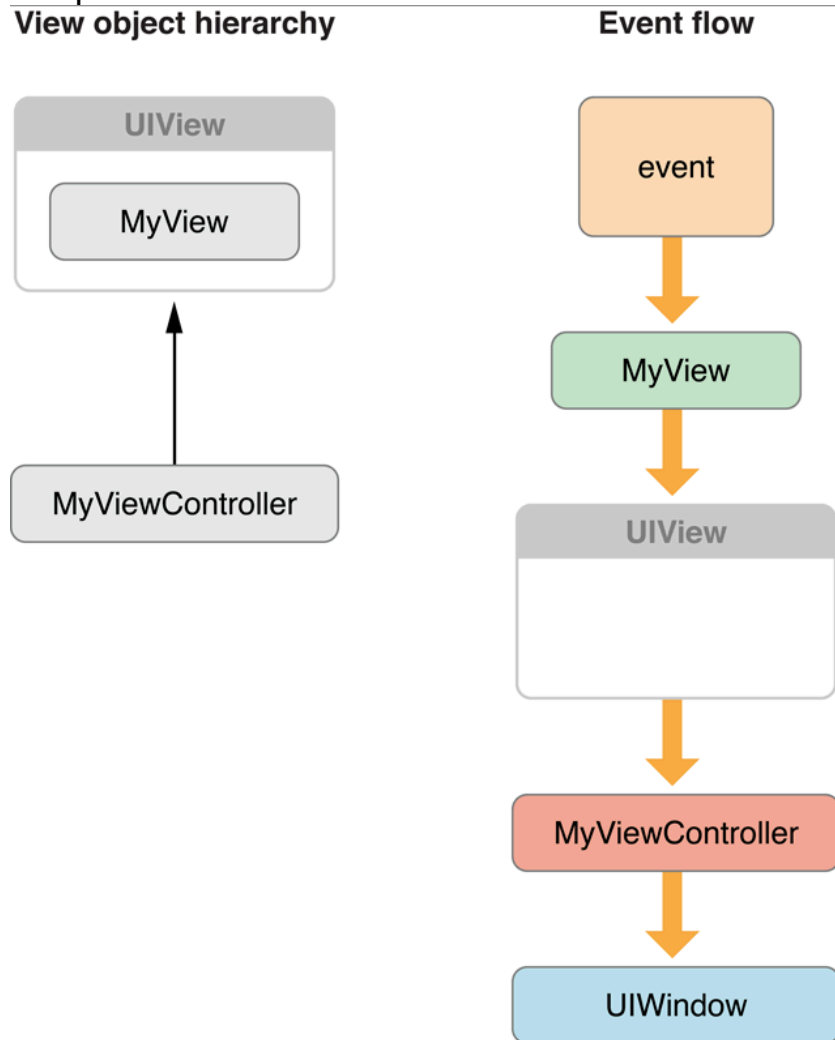 View object hierarchy
UIView
MyView
MyViewController
Event flow
event
MyView
UIView
MyViewController
UIWindow